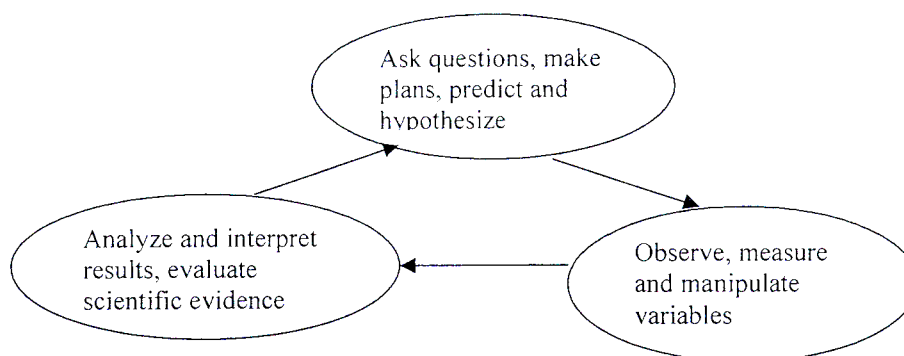 Ask questions, make
plans, predict and
hypothesize
Analyze and interpret
results, evaluate
scientific evidence
Observe, measure
and manipulate
variables